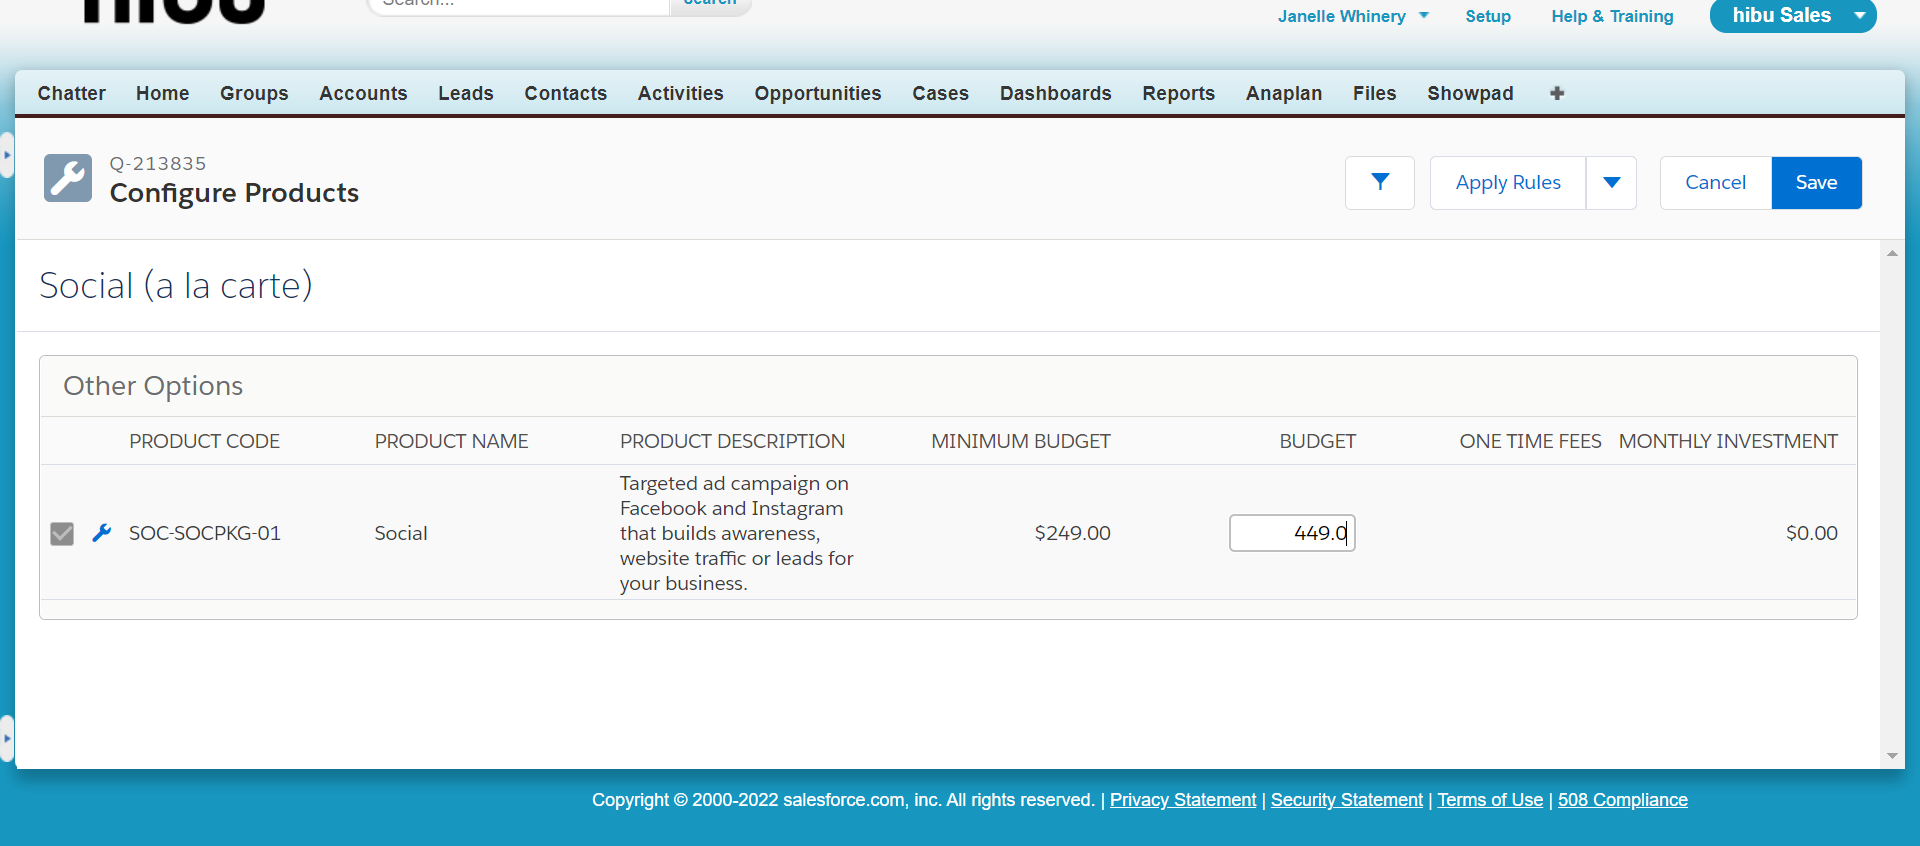 hibu
Search...
Search
Janelle Whinery
Setup
Help & Training
hibu Sales
Chatter Home Groups Accounts Leads Contacts Activities Opportunities Cases Dashboards Reports Anaplan Files Showpad
Q-213835
Configure Products
Apply Rules
Cancel
Save
Social (a la carte)
Other Options
PRODUCT CODE PRODUCT NAME PRODUCT DESCRIPTION MINIMUM BUDGET BUDGET ONE TIME FEES MONTHLY INVESTMENT
SOC-SOCPKG-01
Social
Targeted ad campaign on
Facebook and Instagram
that builds awareness,
website traffic or leads for
your business.
$249.00
449.0
$0.00
Copyright © 2000-2022 salesforce.com, inc. All rights reserved. | Privacy Statement | Security Statement | Terms of Use | 508 Compliance